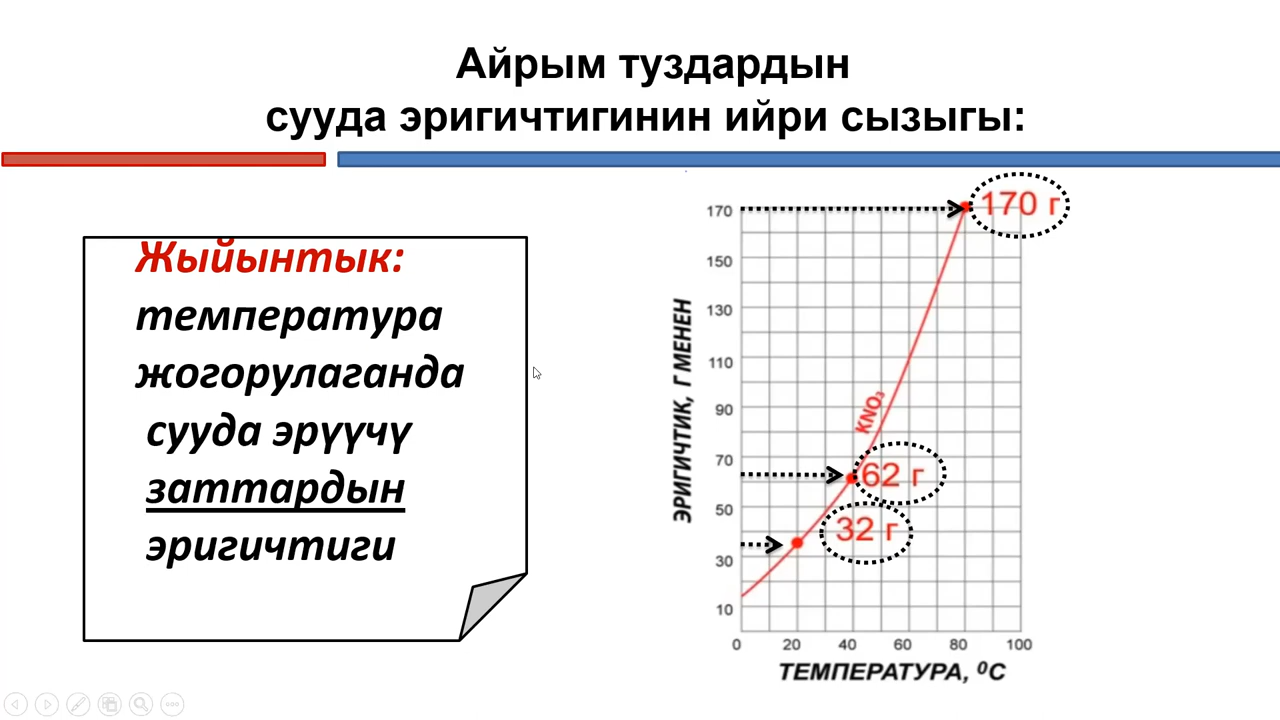 Айрым туздардын
сууда эригичтигинин ийри сызыгы:
Жыйынтык:
температура
жогорулаганда
сууда эрүүчү
заттардын
эригичтиги
ЭРИГИЧТИК, Г МЕНЕН
170
150
130
110
90
70
50
30
10
KNO₃
170 г
62 г
32 г
0 20 40 60 80 100
ТЕМПЕРАТУРА, ⁰С